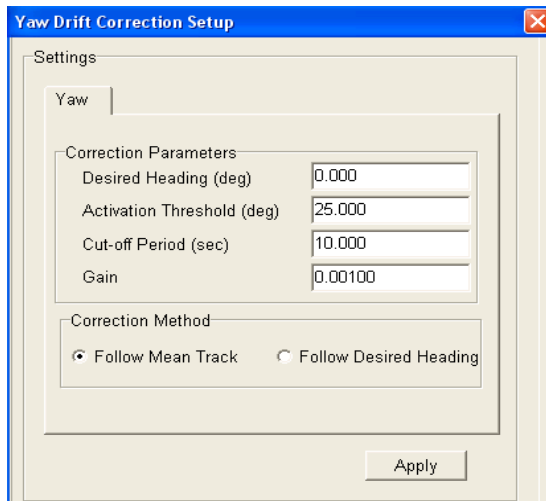 Yaw Drift Correction Setup
Settings
Yaw
Correction Parameters
Desired Heading (deg) 0.000
Activation Threshold (deg) 25.000
Cut-off Period (sec) 10.000
Gain 0.00100
Correction Method
Follow Mean Track Follow Desired Heading
Apply